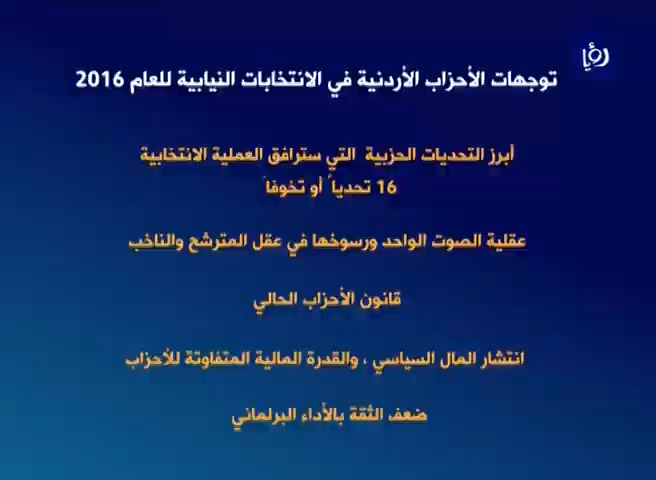 رؤيا
توجهات الأحزاب الأردنية في الانتخابات النيابية للعام 2016
أبرز التحديات الحزبية التي سترافق العملية الانتخابية
16 تحدياً أو تخوفاً
عقلية الصوت الواحد ورسوخها في عقل المترشح والناخب
قانون الأحزاب الحالي
انتشار المال السياسي ، والقدرة المالية المتفاوتة للأحزاب
ضعف الثقة بالأداء البرلماني